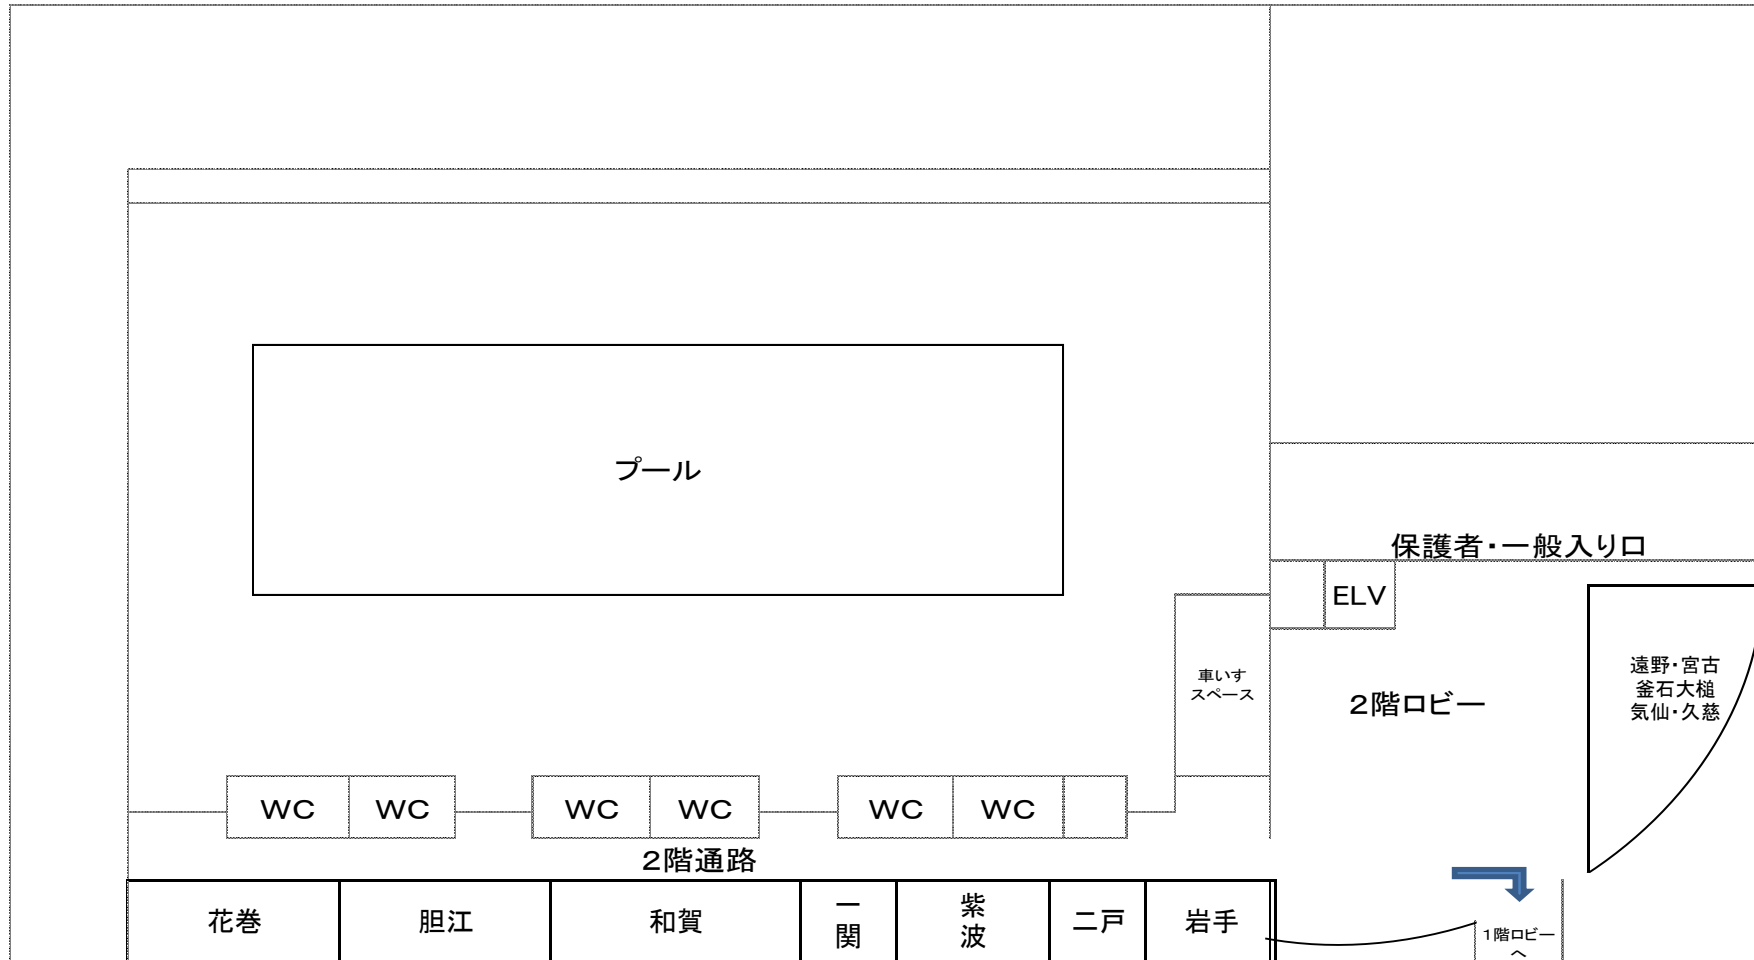 プール
保護者・一般入り口
ELV
車いす
スペース
2階ロビー
遠野・宮古
釜石大槌
気仙・久慈
WC
WC
WC
WC
WC
WC
2階通路
花巻
胆江
和賀
一
関
紫
波
二戸
岩手
1階ロビー
へ